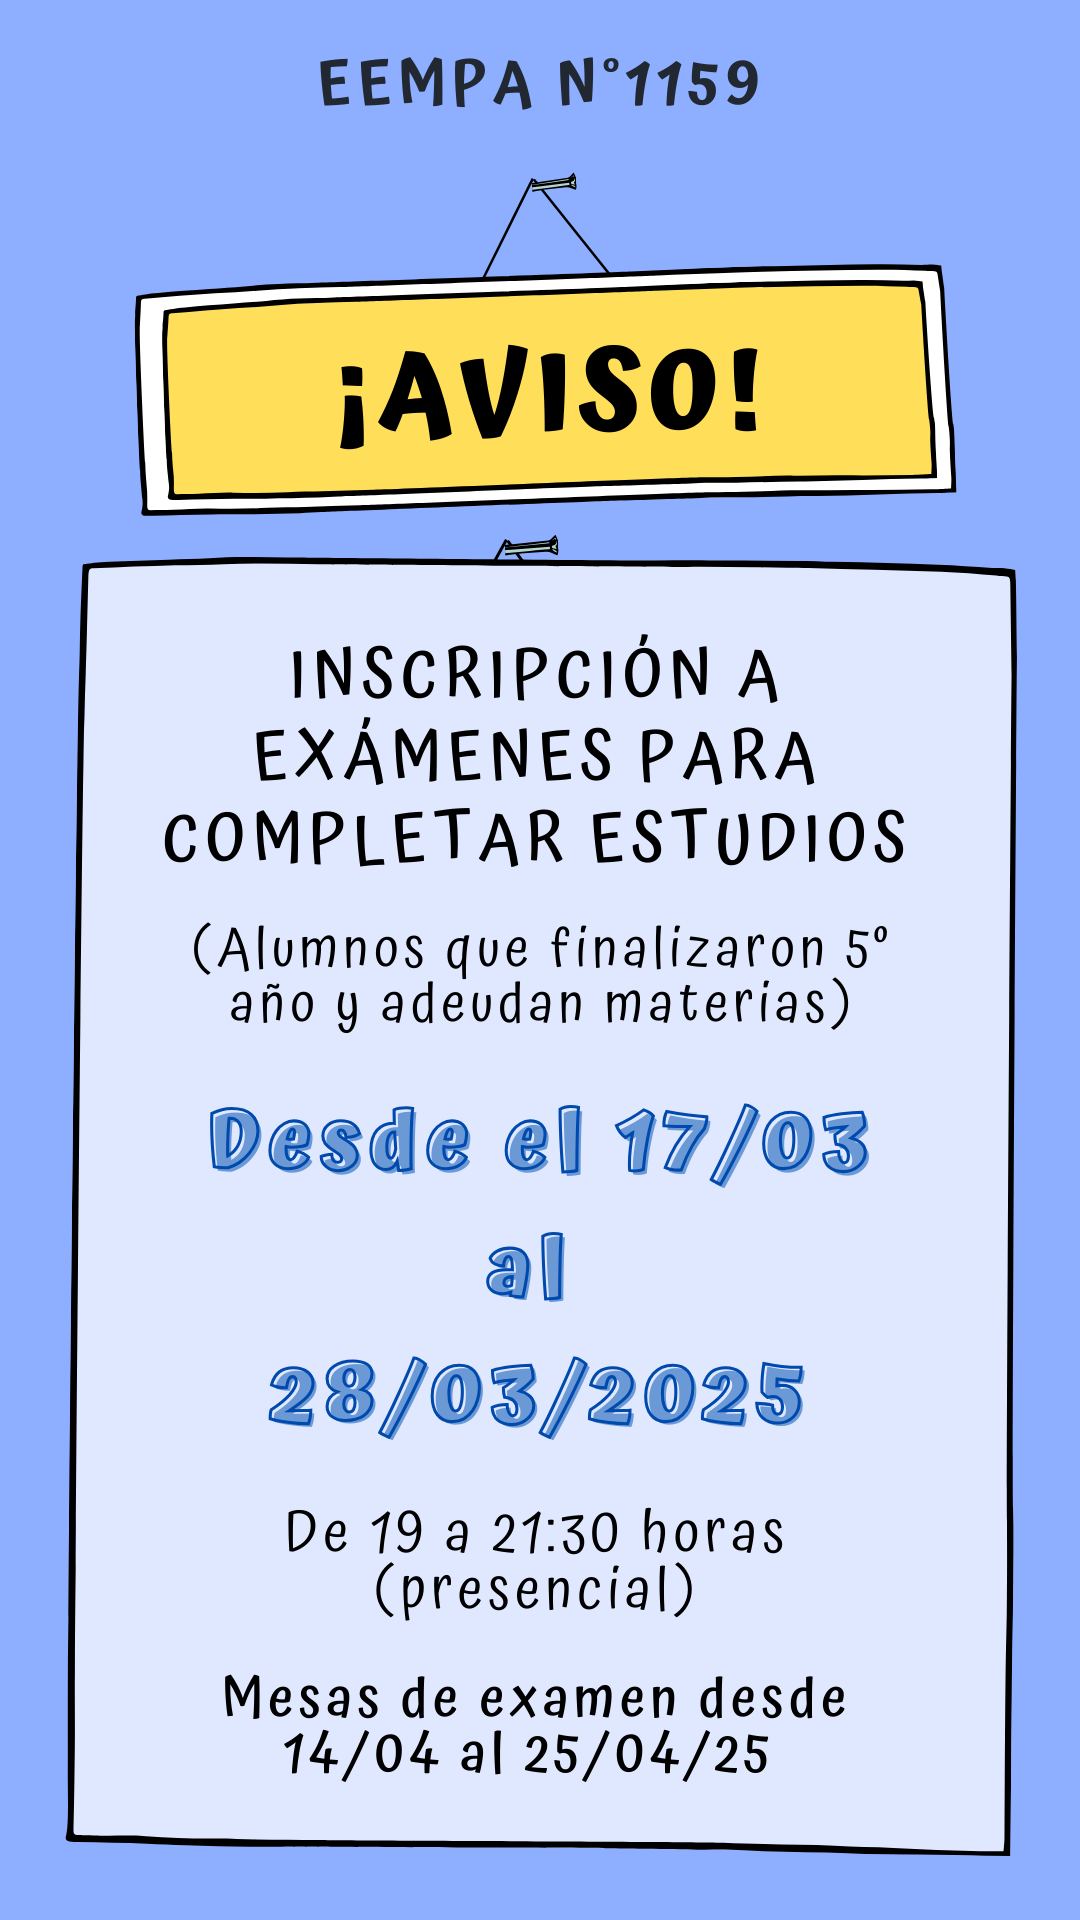 EEMPA N°1159
¡AVISO!
INSCRIPCIÓN A
EXÁMENES PARA
COMPLETAR ESTUDIOS
(Alumnos que finalizaron 5º
año y adeudan materias)
Desde el 17/03
al
28/03/2025
De 19 a 21:30 horas
(presencial)
Mesas de examen desde
14/04 al 25/04/25